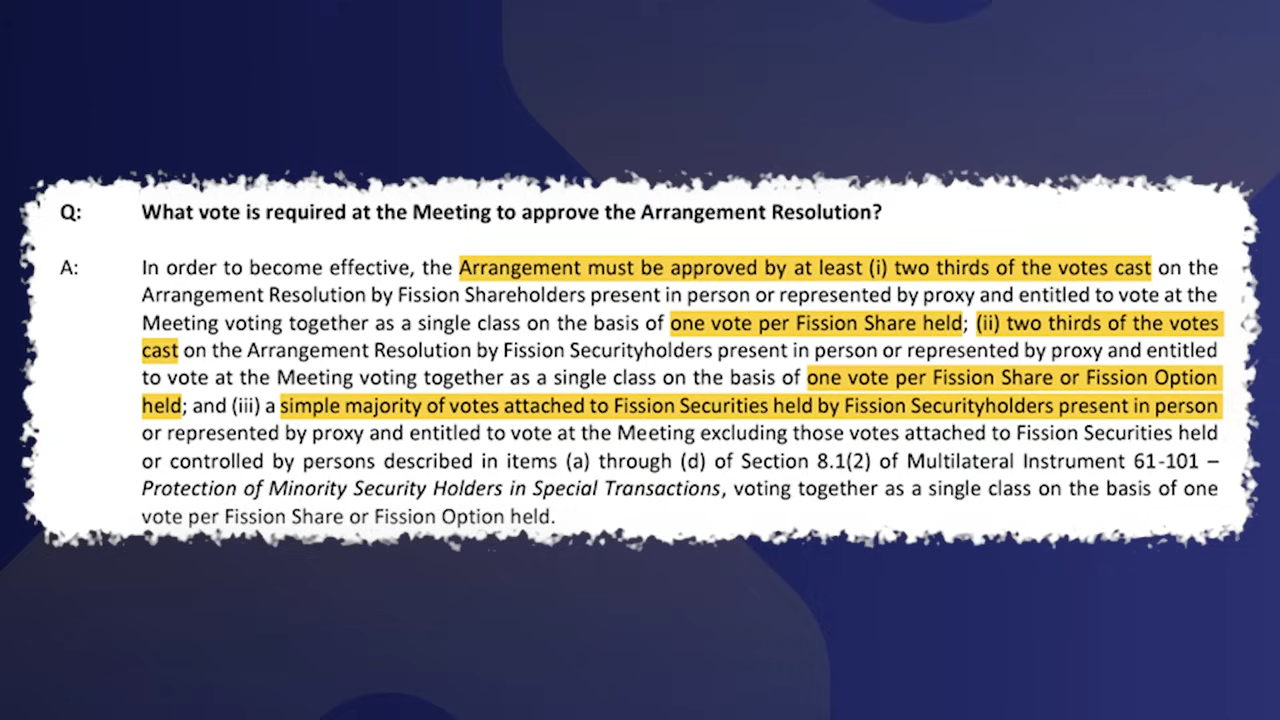 Q: What vote is required at the Meeting to approve the Arrangement Resolution?
A: In order to become effective, the Arrangement must be approved by at least (i) two thirds of the votes cast on the
Arrangement Resolution by Fission Shareholders present in person or represented by proxy and entitled to vote at the
Meeting voting together as a single class on the basis of one vote per Fission Share held; (ii) two thirds of the votes
cast on the Arrangement Resolution by Fission Securityholders present in person or represented by proxy and entitled
to vote at the Meeting voting together as a single class on the basis of one vote per Fission Share or Fission Option
held; and (iii) a simple majority of votes attached to Fission Securities held by Fission Securityholders present in person
or represented by proxy and entitled to vote at the Meeting excluding those votes attached to Fission Securities held
or controlled by persons described in items (a) through (d) of Section 8.1(2) of Multilateral Instrument 61-101 –
Protection of Minority Security Holders in Special Transactions, voting together as a single class on the basis of one
vote per Fission Share or Fission Option held.